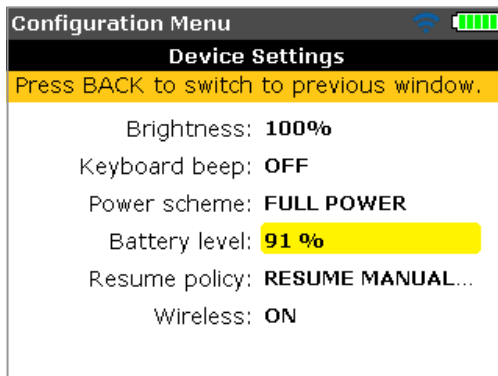 Configuration Menu
Device Settings
Press BACK to switch to previous window.
Brightness: 100%
Keyboard beep: OFF
Power scheme: FULL POWER
Battery level: 91 %
Resume policy: RESUME MANUAL...
Wireless: ON